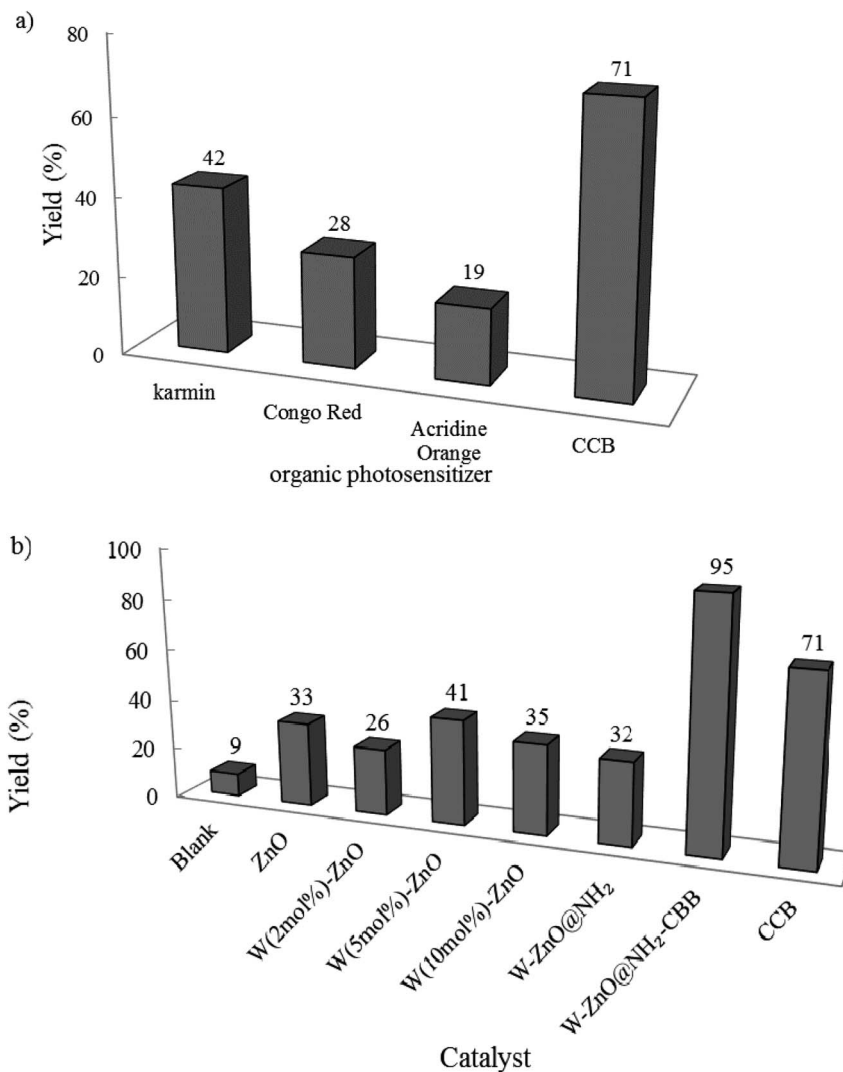 a)
80
60
40
20
0
Yield (%)
42
28
19
71
karmin
Congo Red
Acridine
Orange
CCB
organic photosensitizer
b)
100
80
60
40
20
0
Yield (%)
9
33
26
41
35
32
95
71
Blank
ZnO
W(2mol%)-ZnO
W(5mol%)-ZnO
W(10mol%)-ZnO
W-ZnO@NH₂
W-ZnO@NH₂-CBB
CCB
Catalyst